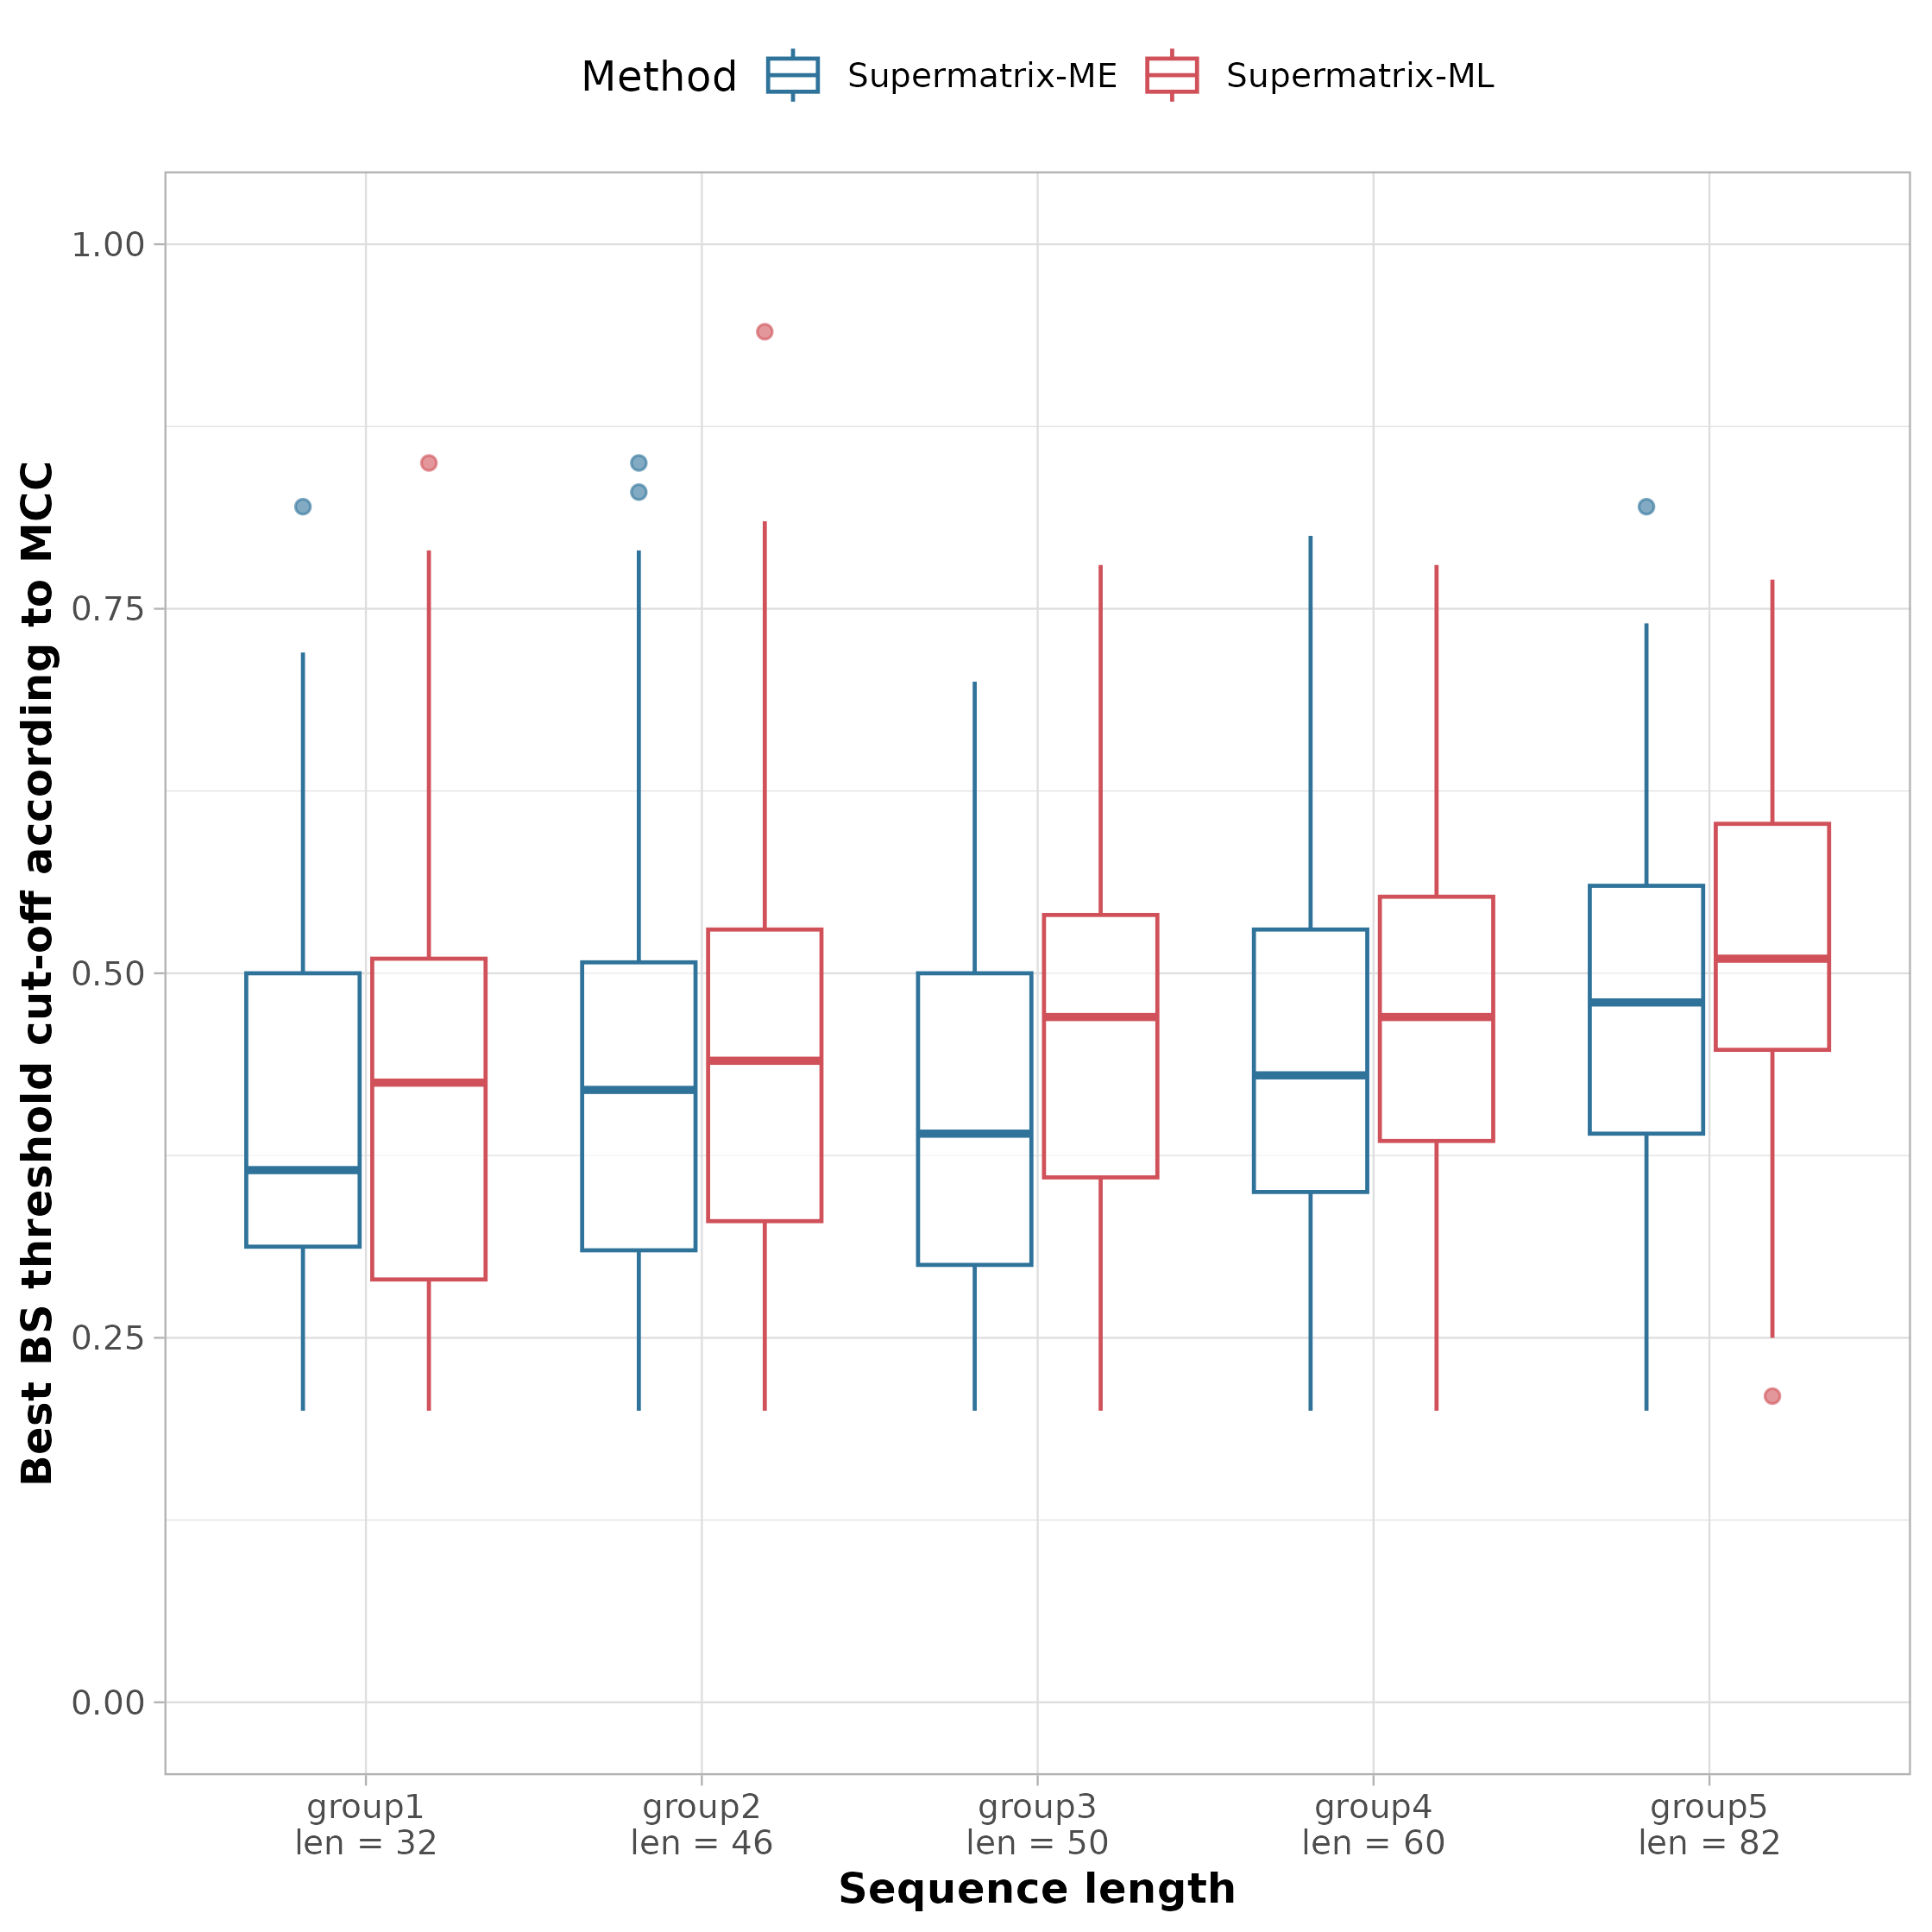 Method Supermatrix-ME Supermatrix-ML
Best BS threshold cut-off according to MCC
1.00
0.75
0.50
0.25
0.00
group1 group2 group3 group4 group5
len = 32 len = 46 len = 50 len = 60 len = 82
Sequence length